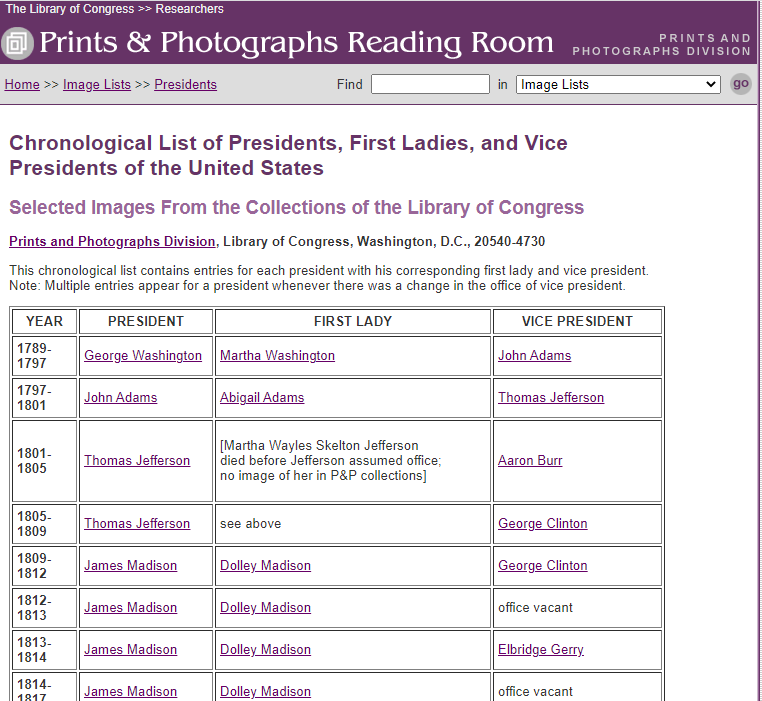 The Library of Congress >> Researchers
Prints & Photographs Reading Room
PRINTS AND
PHOTOGRAPHS DIVISION
Home >> Image Lists >> Presidents Find in Image Lists go
Chronological List of Presidents, First Ladies, and Vice
Presidents of the United States
Selected Images From the Collections of the Library of Congress
Prints and Photographs Division, Library of Congress, Washington, D.C., 20540-4730
This chronological list contains entries for each president with his corresponding first lady and vice president.
Note: Multiple entries appear for a president whenever there was a change in the office of vice president.
YEAR PRESIDENT FIRST LADY VICE PRESIDENT
1789-
1797 George Washington Martha Washington John Adams
1797-
1801 John Adams Abigail Adams Thomas Jefferson
1801-
1805 Thomas Jefferson [Martha Wayles Skelton Jefferson
died before Jefferson assumed office;
no image of her in P&P collections] Aaron Burr
1805-
1809 Thomas Jefferson see above George Clinton
1809-
1812 James Madison Dolley Madison George Clinton
1812-
1813 James Madison Dolley Madison office vacant
1813-
1814 James Madison Dolley Madison Elbridge Gerry
1814-
1817 James Madison Dolley Madison office vacant